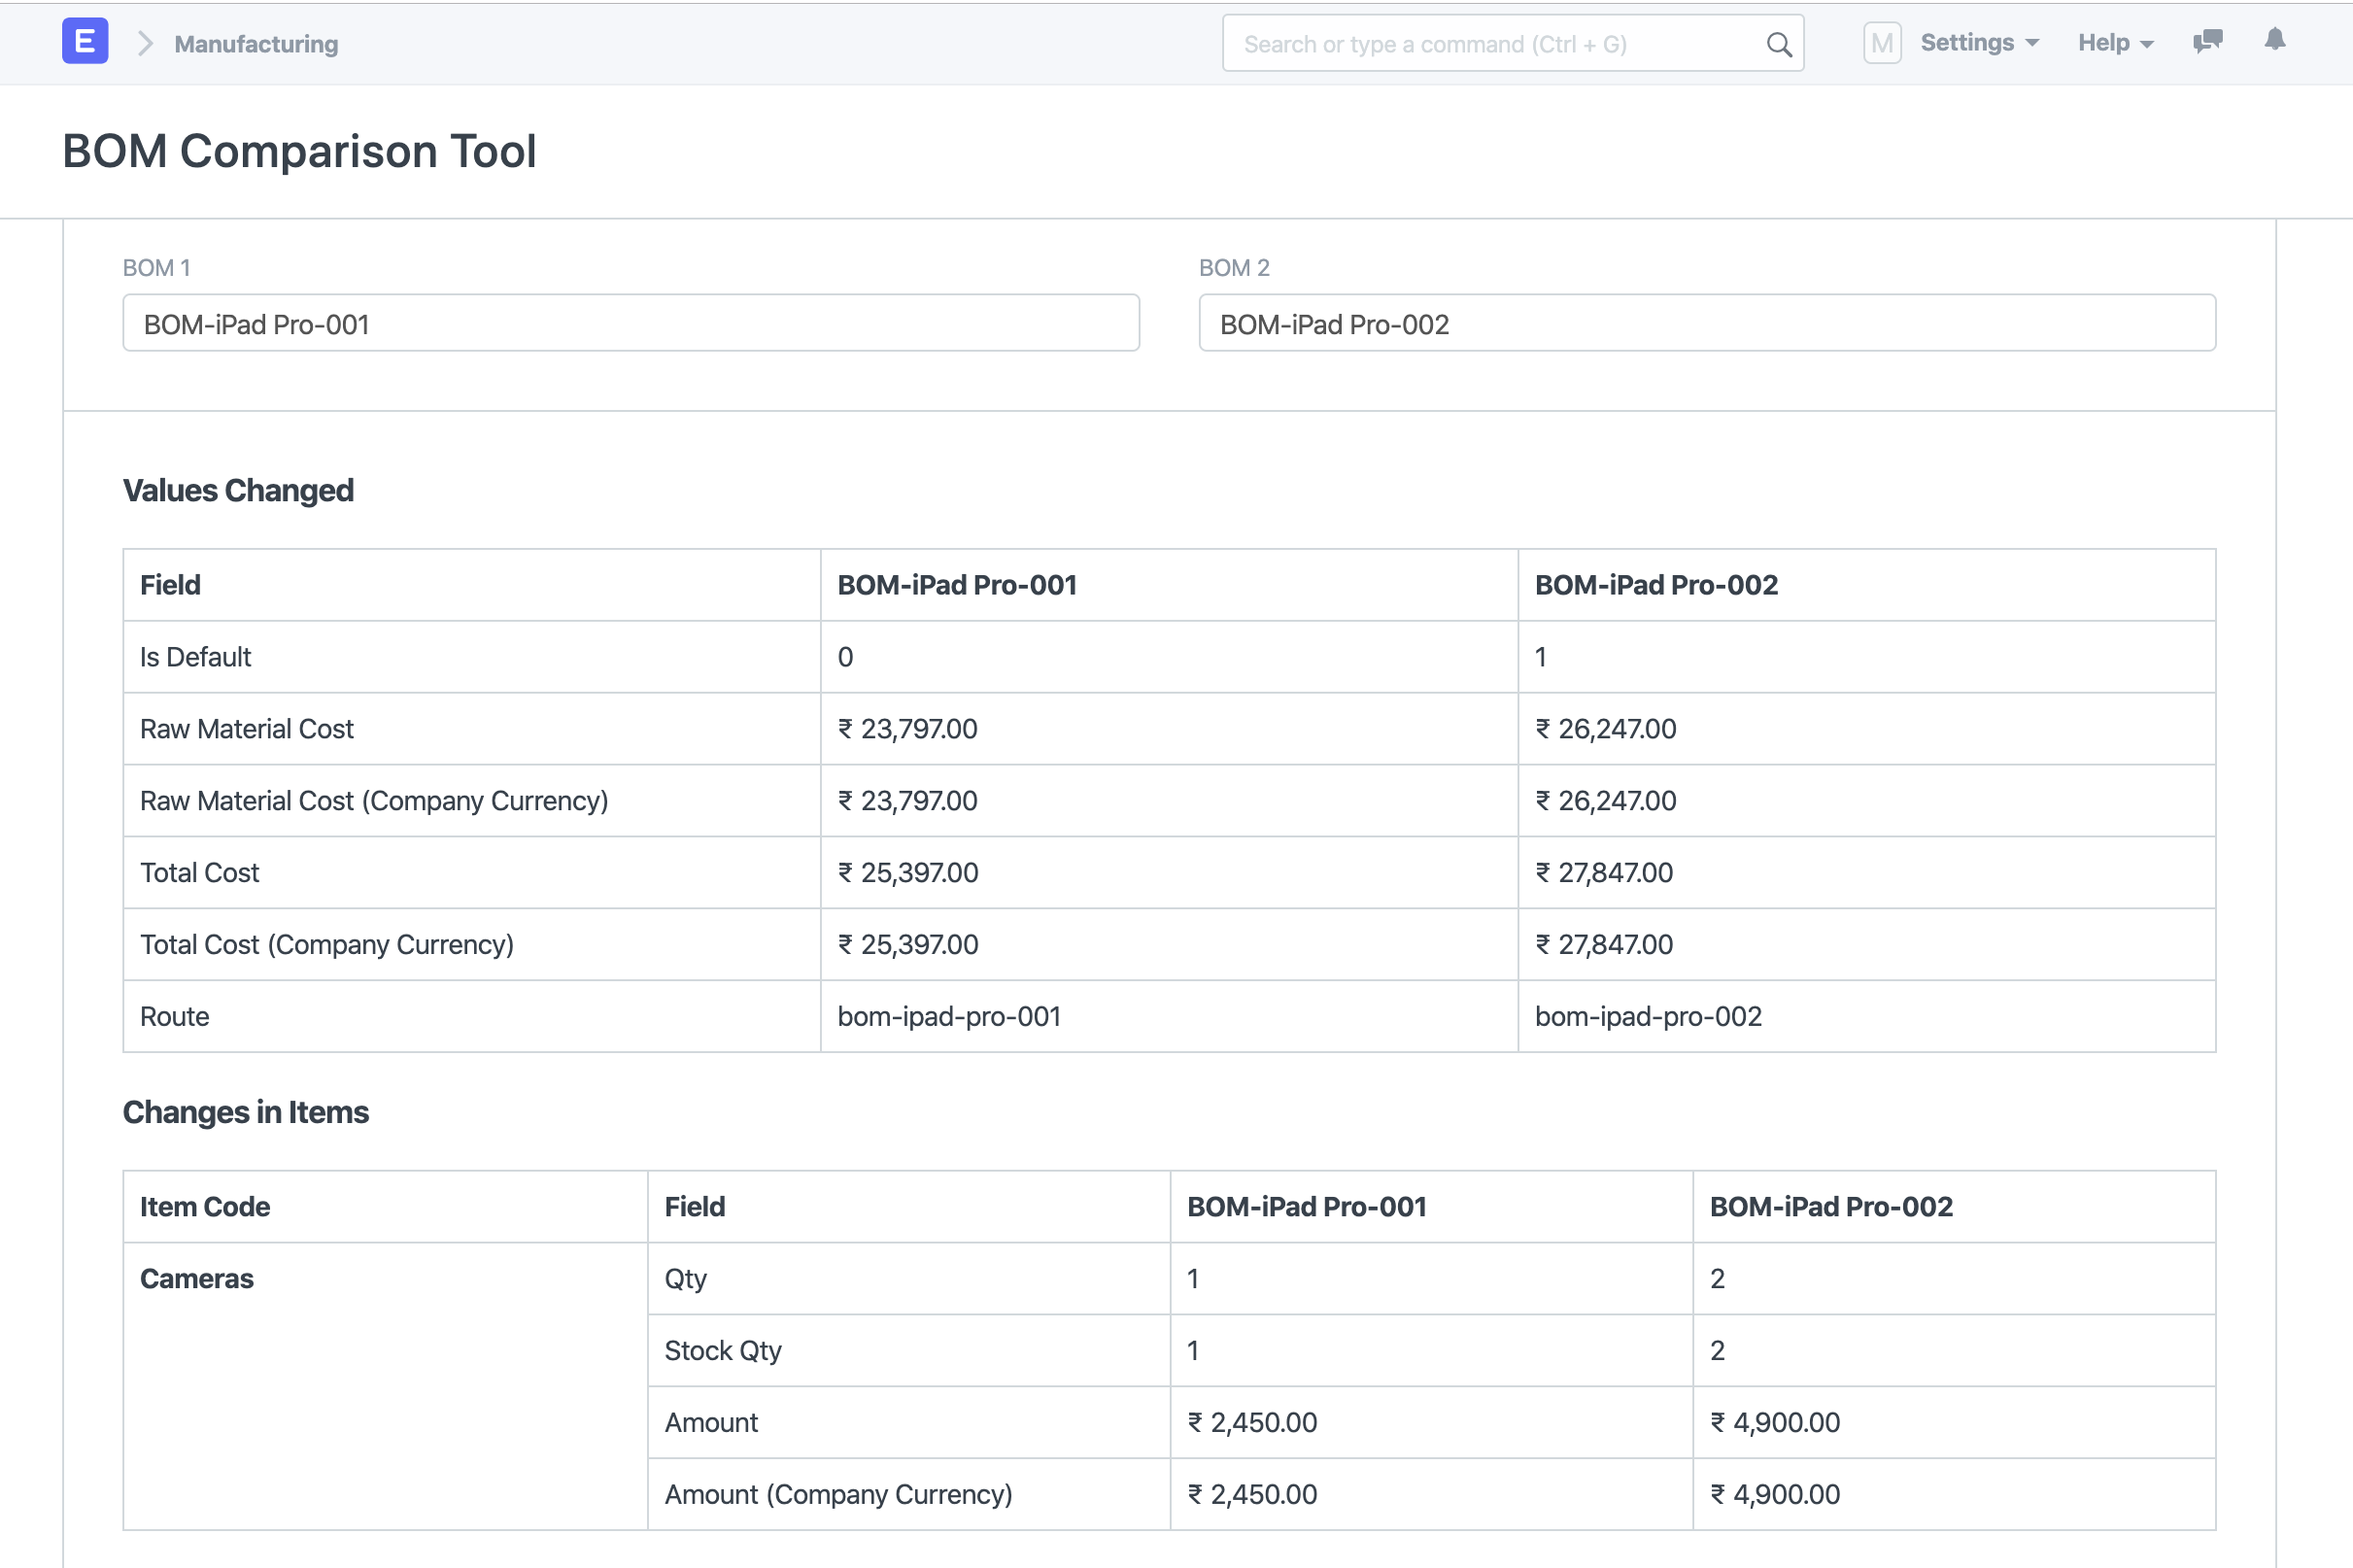 E > Manufacturing Search or type a command (Ctrl + G) M Settings Help
BOM Comparison Tool
BOM 1 BOM 2
BOM-iPad Pro-001 BOM-iPad Pro-002
Values Changed
Field BOM-iPad Pro-001 BOM-iPad Pro-002
Is Default 0 1
Raw Material Cost ₹ 23,797.00 ₹ 26,247.00
Raw Material Cost (Company Currency) ₹ 23,797.00 ₹ 26,247.00
Total Cost ₹ 25,397.00 ₹ 27,847.00
Total Cost (Company Currency) ₹ 25,397.00 ₹ 27,847.00
Route bom-ipad-pro-001 bom-ipad-pro-002
Changes in Items
Item Code Field BOM-iPad Pro-001 BOM-iPad Pro-002
Cameras Qty 1 2
Stock Qty 1 2
Amount ₹ 2,450.00 ₹ 4,900.00
Amount (Company Currency) ₹ 2,450.00 ₹ 4,900.00